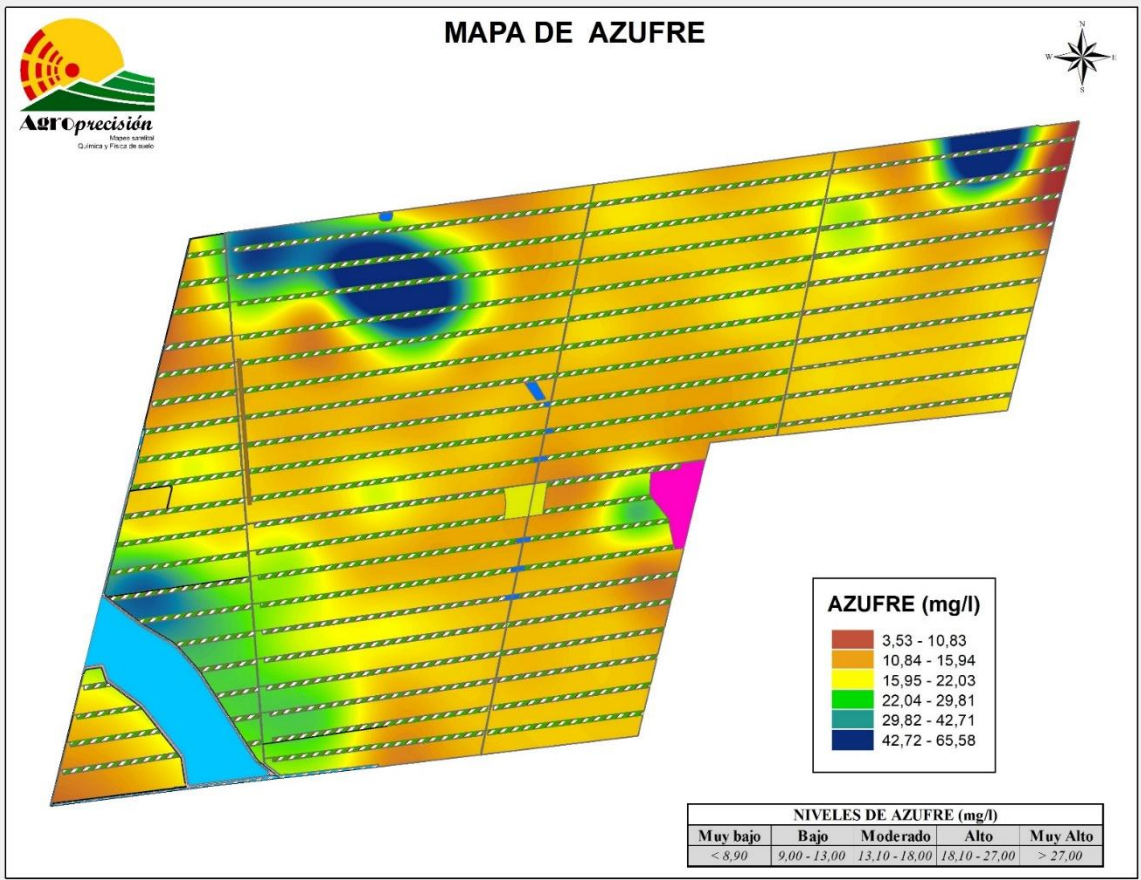 MAPA DE AZUFRE
Agroprecisión
Mapeo satelital
Química y Física de suelo
N
W E
S
AZUFRE (mg/l)
3,53 - 10,83
10,84 - 15,94
15,95 - 22,03
22,04 - 29,81
29,82 - 42,71
42,72 - 65,58
NIVELES DE AZUFRE (mg/l)
Muy bajo Bajo Moderado Alto Muy Alto
< 8,90 9,00 - 13,00 13,10 - 18,00 18,10 - 27,00 > 27,00